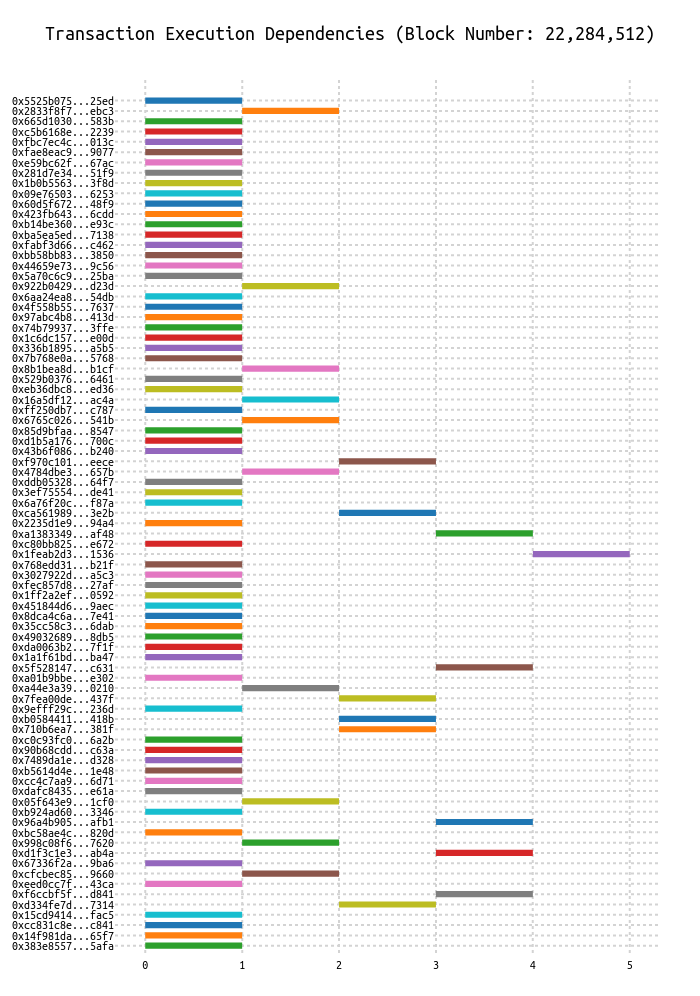 Transaction Execution Dependencies (Block Number: 22,284,512)
0x5525b075...25ed
0x2833f8f7...ebc3
0x665d1030...583b
0xc5b6168e...2239
0xfbc7ec4c...013c
0xfae8eac9...9077
0xe59bc62f...67ac
0x281d7e34...51f9
0x1b0b5563...3f8d
0x09e76503...6253
0x60d5f672...48f9
0x423fb643...6cdd
0xb14be360...e93c
0xba5ea5ed...7138
0xfabf3d66...c462
0xbb58bb83...3850
0x44659e73...9c56
0x5a70c6c9...25ba
0x922b0429...d23d
0x6aa24ea8...54db
0x4f558b55...7637
0x97abc4b8...413d
0x74b79937...3ffe
0x1c6dc157...e00d
0x336b1895...a5b5
0x7b768e0a...5768
0x8b1bea8d...b1cf
0x529b0376...6461
0xeb36dbc8...ed36
0x16a5df12...ac4a
0xff250db7...c787
0x6765c026...541b
0x85d9bfaa...8547
0xd1b5a176...700c
0x43b6f086...b240
0xf970c101...eece
0x4784dbe3...657b
0xddb05328...64f7
0x3ef75554...de41
0x6a76f20c...f87a
0xca561989...3e2b
0x2235d1e9...94a4
0xa1383349...af48
0xc80bb825...e672
0x1feab2d3...1536
0x768edd31...b21f
0x3027922d...a5c3
0xfec857d8...27af
0x1ff2a2ef...0592
0x451844d6...9aec
0x8dca4c6a...7e41
0x35cc58c3...6dab
0x49032689...8db5
0xda0063b2...7f1f
0x1a1f61bd...ba47
0x5f528147...c631
0xa01b9bbe...e302
0xa44e3a39...0210
0x7fea00de...437f
0x9efff29c...236d
0xb0584411...418b
0x710b6ea7...381f
0xc0c93fc0...6a2b
0x90b68cdd...c63a
0x7489da1e...d328
0xb5614d4e...1e48
0xcc4c7aa9...6d71
0xdafc8435...e61a
0x05f643e9...1cf0
0xb924ad60...3346
0x96a4b905...afb1
0xbc58ae4c...820d
0x998c08f6...7620
0xd1f3c1e3...ab4a
0x67336f2a...9ba6
0xcfcbec85...9660
0xeed0cc7f...43ca
0xf6ccbf5f...d841
0xd334fe7d...7314
0x15cd9414...fac5
0xcc831c8e...c841
0x14f981da...65f7
0x383e8557...5afa
0 1 2 3 4 5